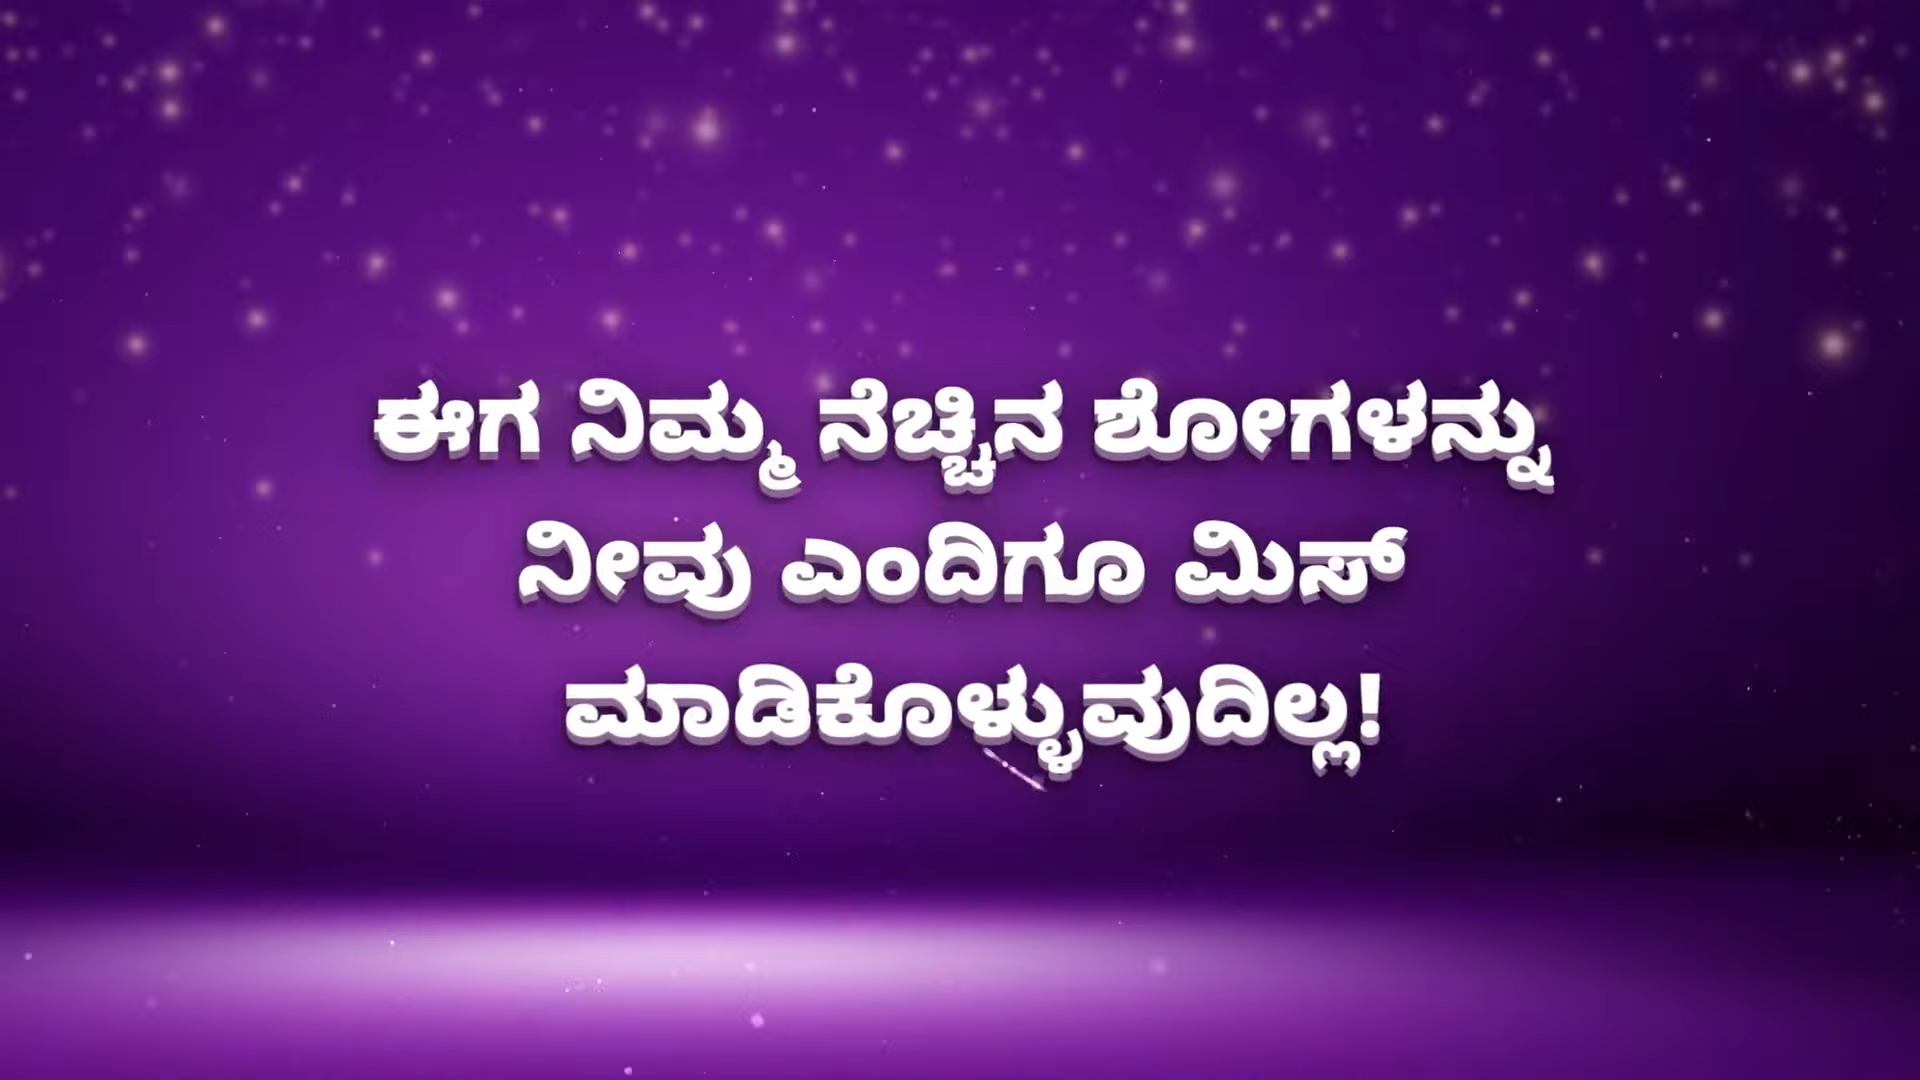 ಈಗ ನಿಮ್ಮ ನೆಚ್ಚಿನ ಶೋಗಳನ್ನು
ನೀವು ಎಂದಿಗೂ ಮಿಸ್
ಮಾಡಿಕೊಳ್ಳುವುದಿಲ್ಲ!